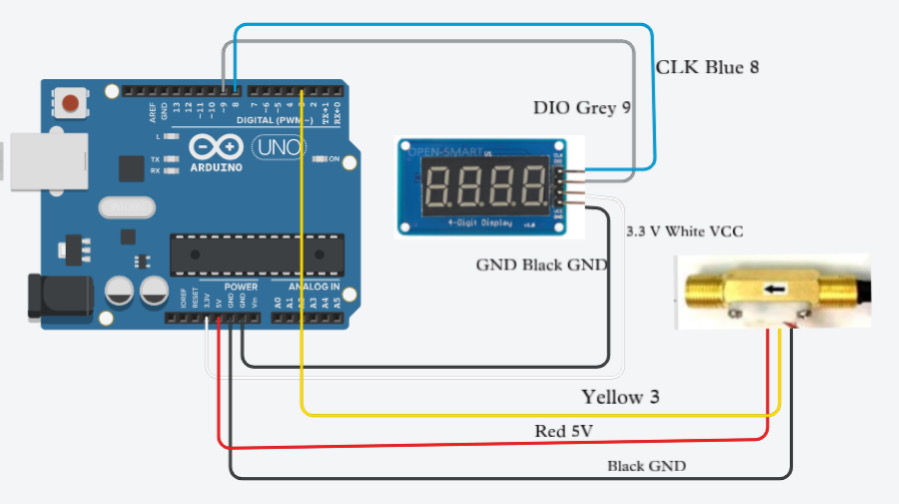 CLK Blue 8
DIO Grey 9
AREF
GND
13
12
~11
~10
~9
8
7
~6
~5
4
3
2
TX→1
RX←0
DIGITAL (PWM~)
L
TX
RX
UNO
ON
ARDUINO
OPEN-SMART
4-Digit Display
3.3 V White VCC
GND Black GND
POWER
ANALOG IN
IOREF
RESET
3.3V
5V
GND
GND
Vin
A0
A1
A2
A3
A4
A5
Yellow 3
Red 5V
Black GND